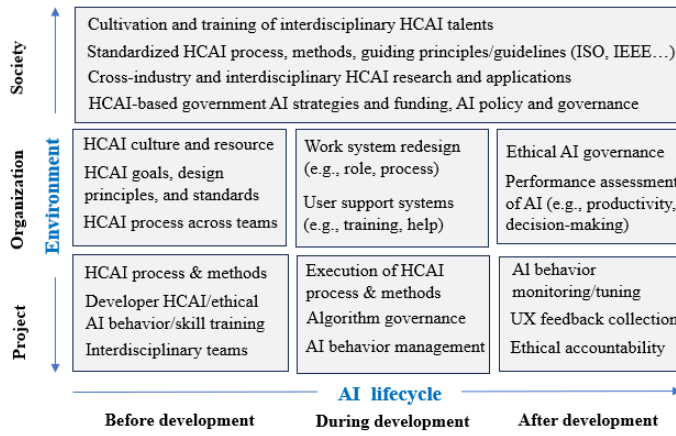 Society
Cultivation and training of interdisciplinary HCAI talents
Standardized HCAI process, methods, guiding principles/guidelines (ISO, IEEE…)
Cross-industry and interdisciplinary HCAI research and applications
HCAI-based government AI strategies and funding, AI policy and governance
Environment
Organization
HCAI culture and resource
HCAI goals, design
principles, and standards
HCAI process across teams
Work system redesign
(e.g., role, process)
User support systems
(e.g., training, help)
Ethical AI governance
Performance assessment
of AI (e.g., productivity,
decision-making)
Project
HCAI process & methods
Developer HCAI/ethical
AI behavior/skill training
Interdisciplinary teams
Execution of HCAI
process & methods
Algorithm governance
AI behavior management
AI behavior
monitoring/tuning
UX feedback collection
Ethical accountability
AI lifecycle
Before development
During development
After development